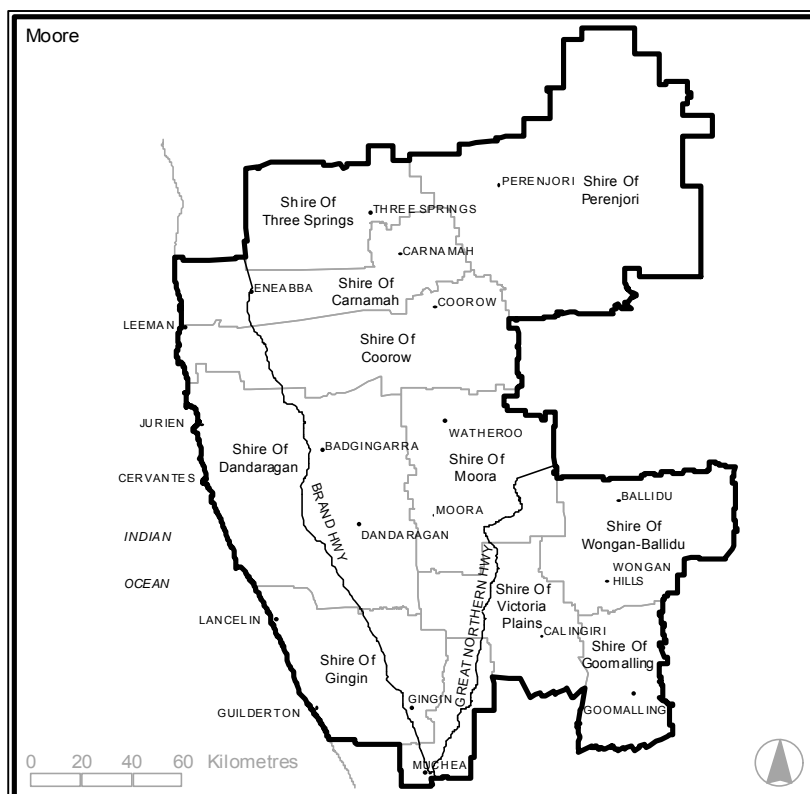 Moore
PERENJORI
Shire Of
Perenjori
Shire Of
Three Springs
THREE SPRINGS
CARNAMAH
ENEABBA
Shire Of
Carnamah
COOROW
LEEMAN
Shire Of
Coorow
JURIEN
Shire Of
Dandaragan
BADGINGARRA
WATHEROO
Shire Of
Moora
CERVANTES
BRAND HWY
MOORA
BALLIDU
DANDARAGAN
Shire Of
Wongan-Ballidu
INDIAN
OCEAN
GREAT NORTHERN HWY
WONGAN
HILLS
Shire Of
Victoria
Plains
LANCELIN
CALINGIRI
Shire Of
Goomalling
Shire Of
Gingin
GINGIN
GUILDERTON
GOOMALLING
MUCHEA
0 20 40 60 Kilometres